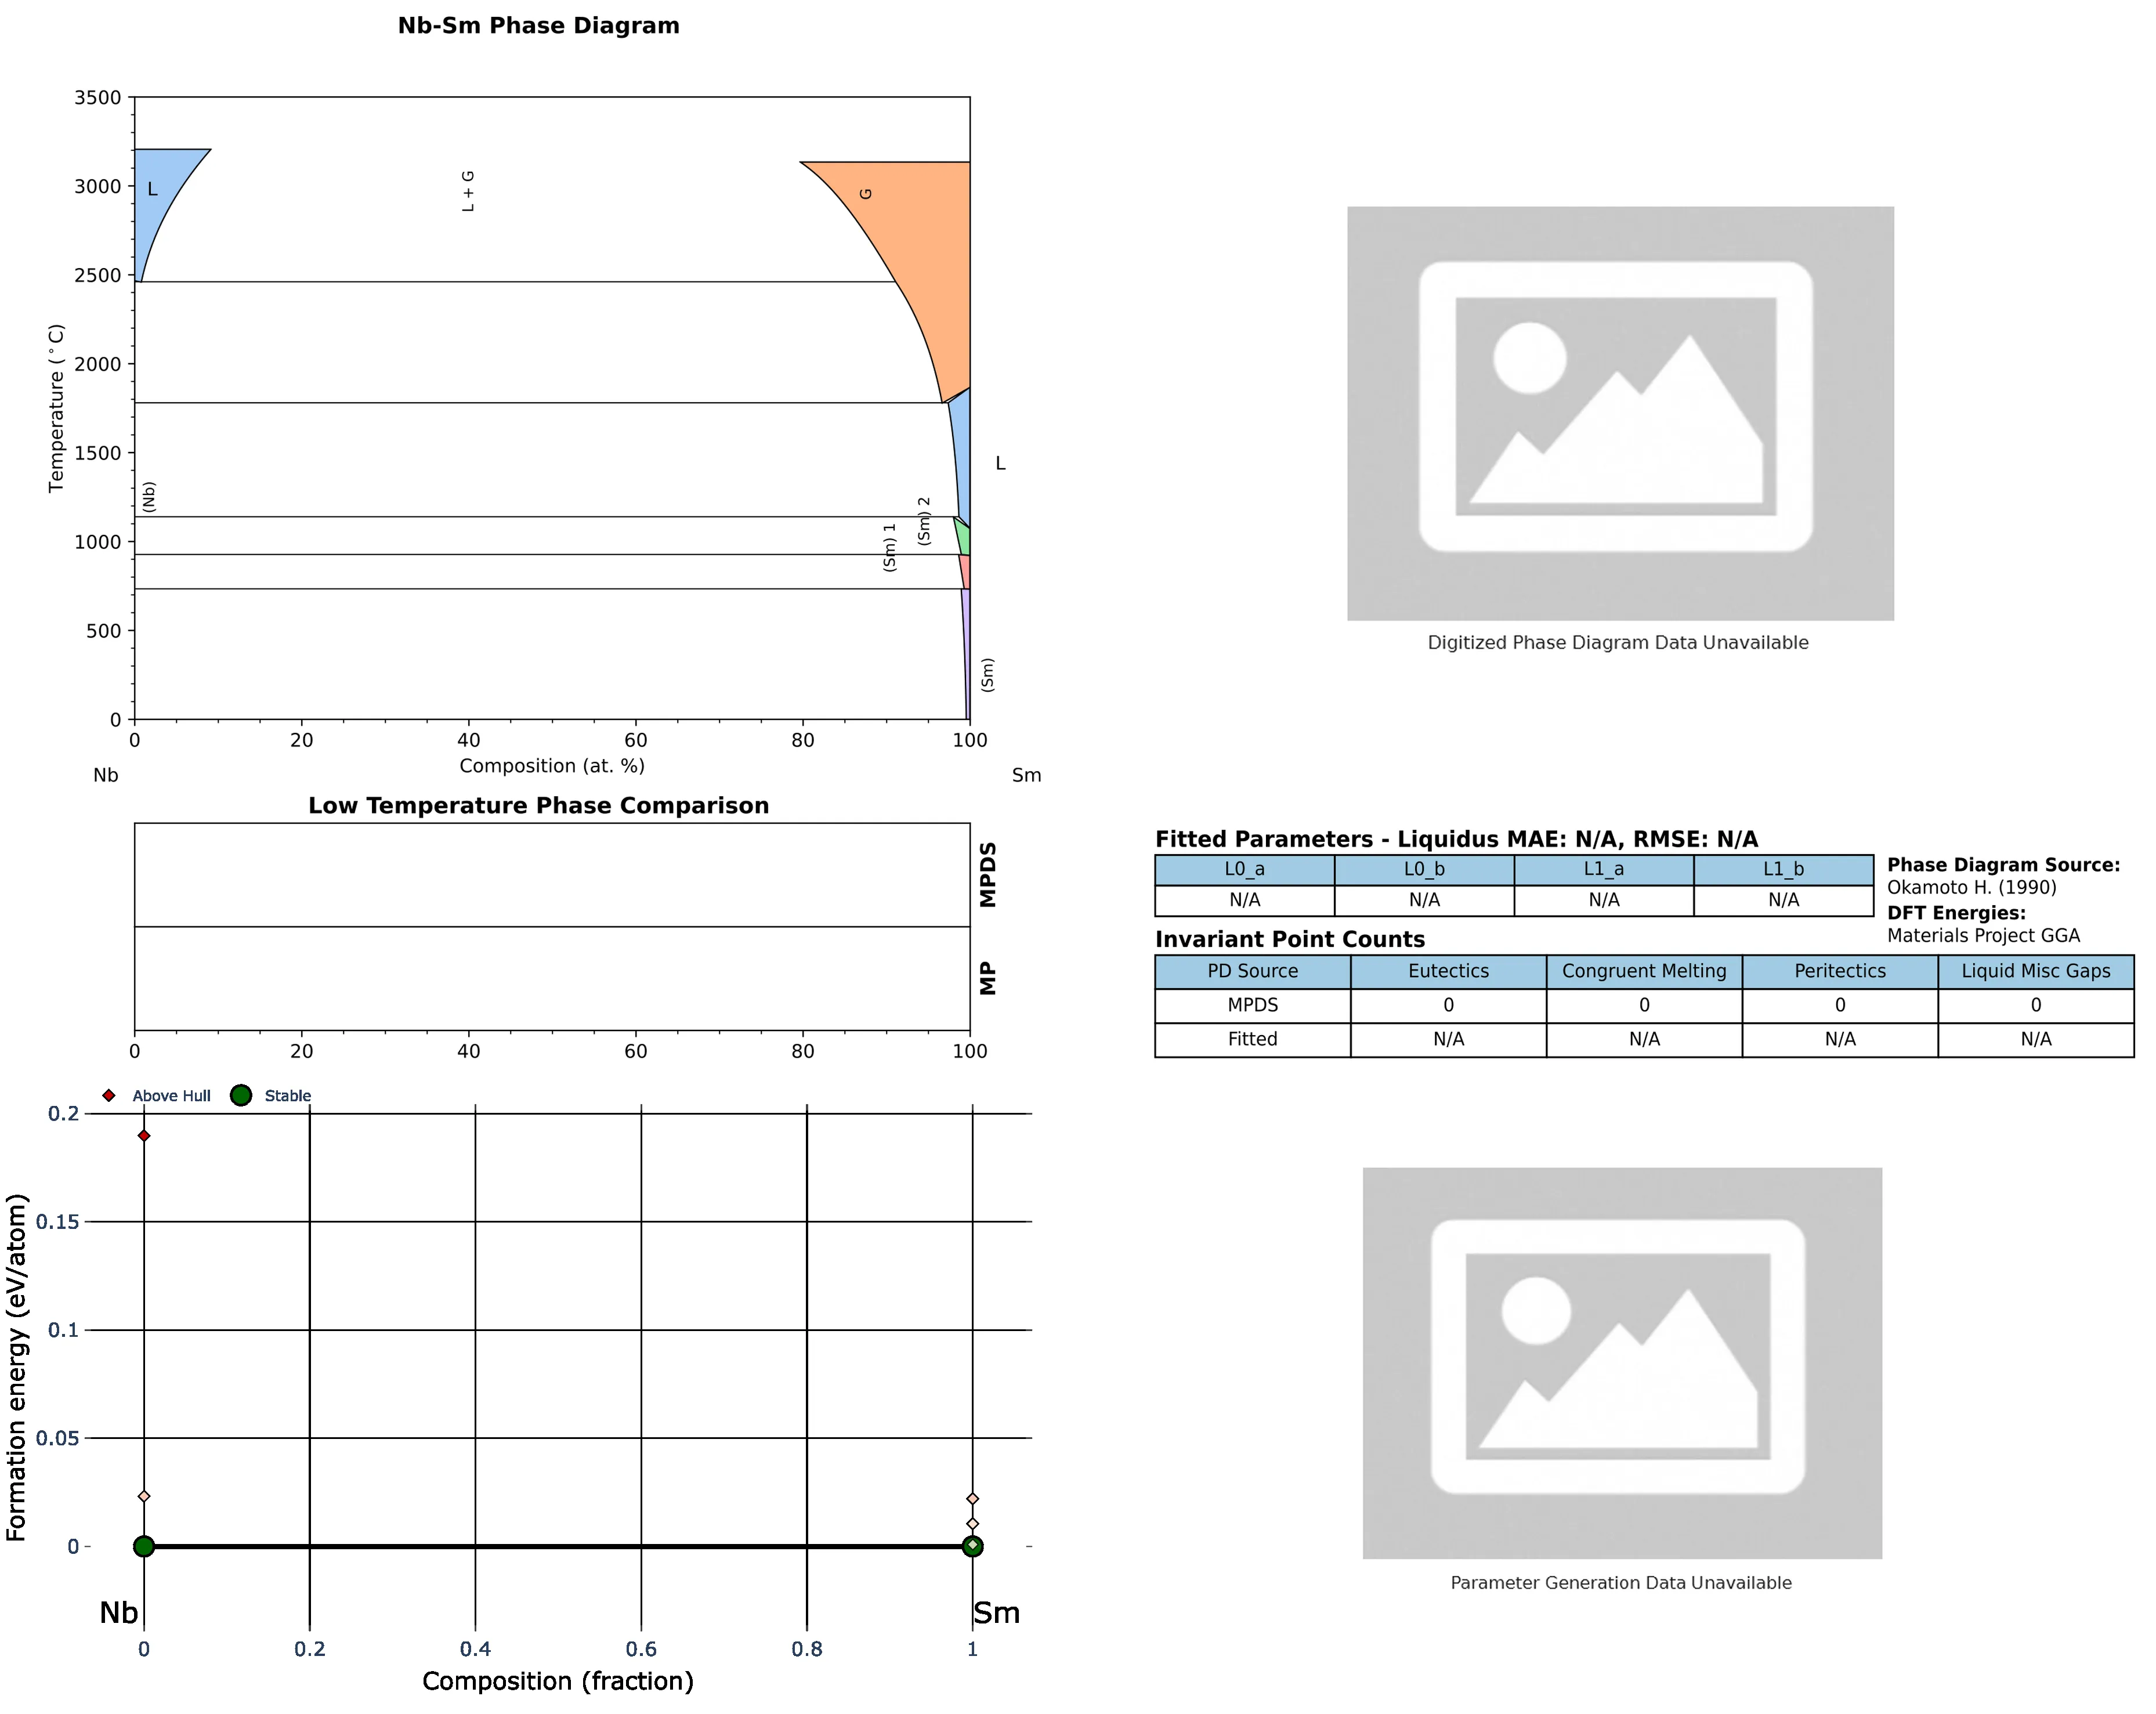 Nb-Sm Phase Diagram
3500
3000
2500
2000
1500
1000
500
0
Temperature (°C)
L
L + G
G
(Nb)
(Sm) 1
(Sm) 2
L
(Sm)
0 20 40 60 80 100
Composition (at. %)
Nb Sm
Digitized Phase Diagram Data Unavailable
Low Temperature Phase Comparison
MPDS
MP
0 20 40 60 80 100
Fitted Parameters - Liquidus MAE: N/A, RMSE: N/A
L0_a L0_b L1_a L1_b
N/A N/A N/A N/A
Phase Diagram Source:
Okamoto H. (1990)
DFT Energies:
Materials Project GGA
Invariant Point Counts
PD Source Eutectics Congruent Melting Peritectics Liquid Misc Gaps
MPDS 0 0 0 0
Fitted N/A N/A N/A N/A
Above Hull Stable
0.2
0.15
0.1
0.05
0
Formation energy (eV/atom)
Nb Sm
0 0.2 0.4 0.6 0.8 1
Composition (fraction)
Parameter Generation Data Unavailable